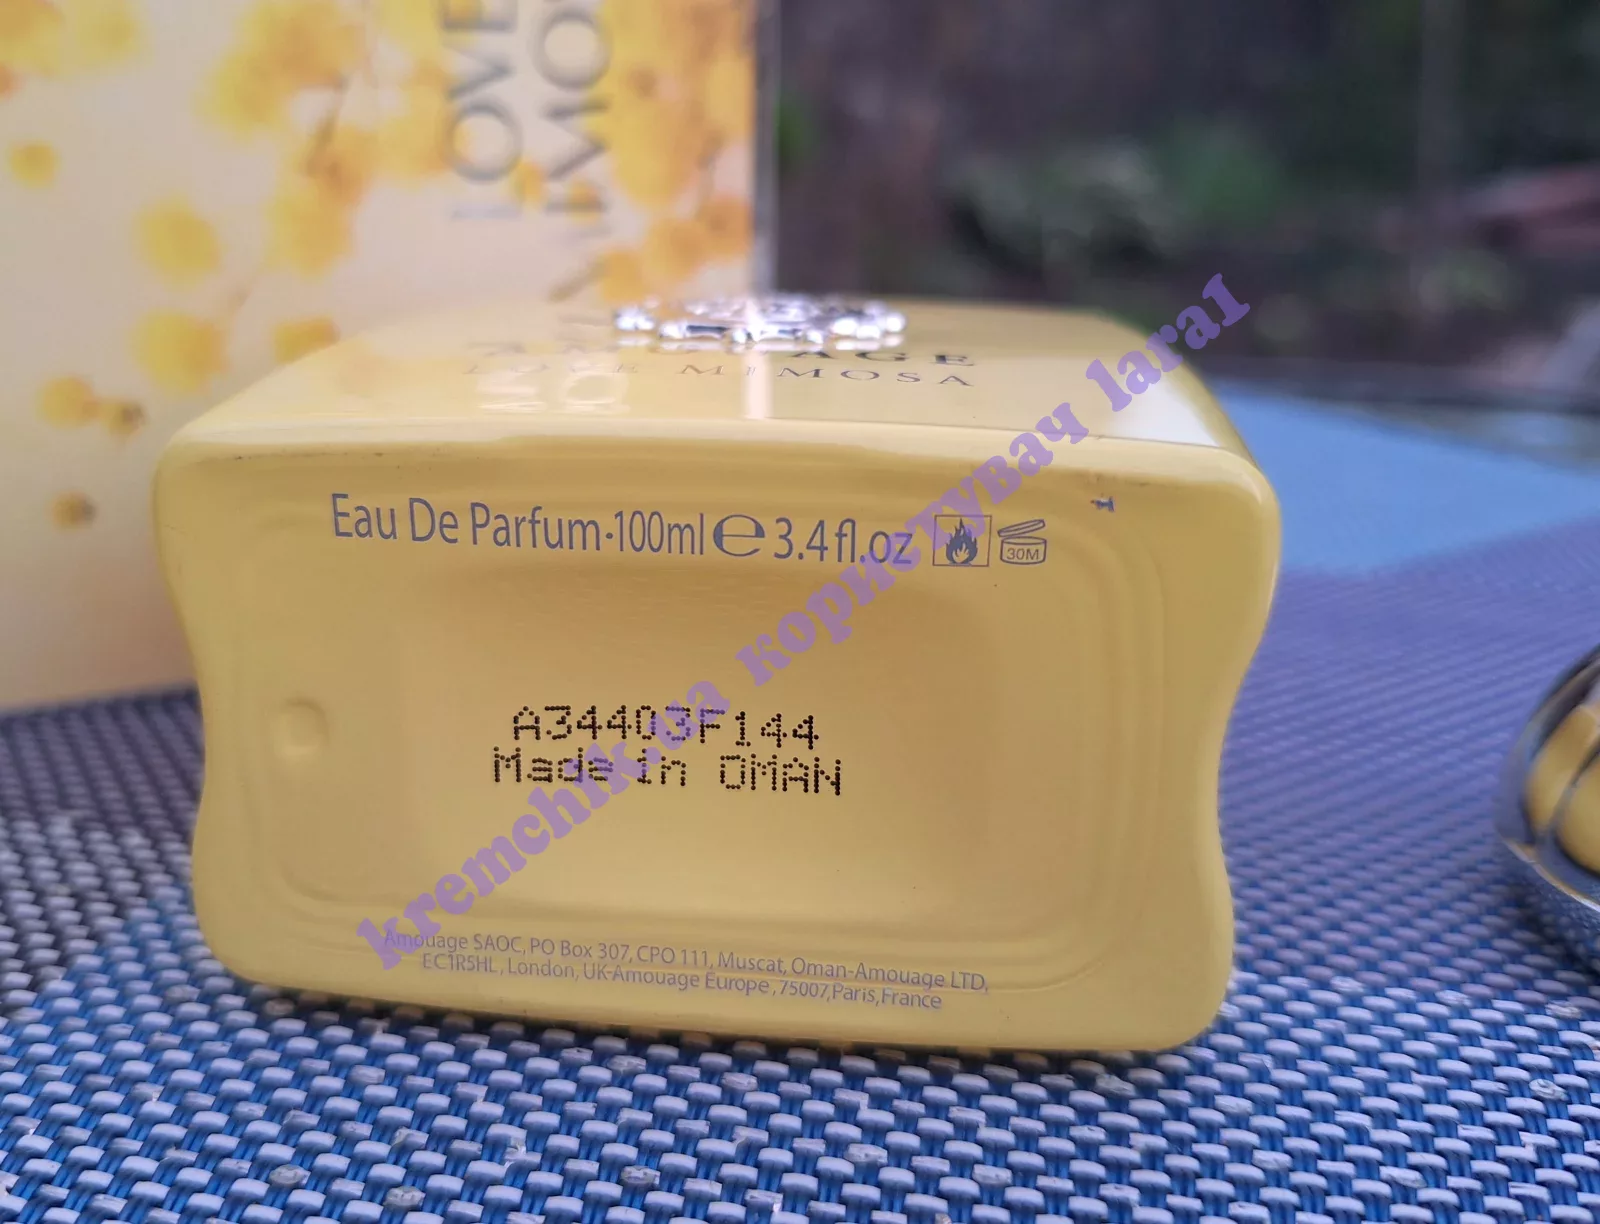 LOVE
AMOUAGE
LOVE MIMOSA
Eau De Parfum·100ml℮3.4fl.oz
30M
A34403F144
Made in OMAN
Amouage SAOC, PO Box 307, CPO 111, Muscat, Oman-Amouage LTD,
EC1R5HL, London, UK-Amouage Europe, 75007, Paris, France
kremchik.ua користувач lara1